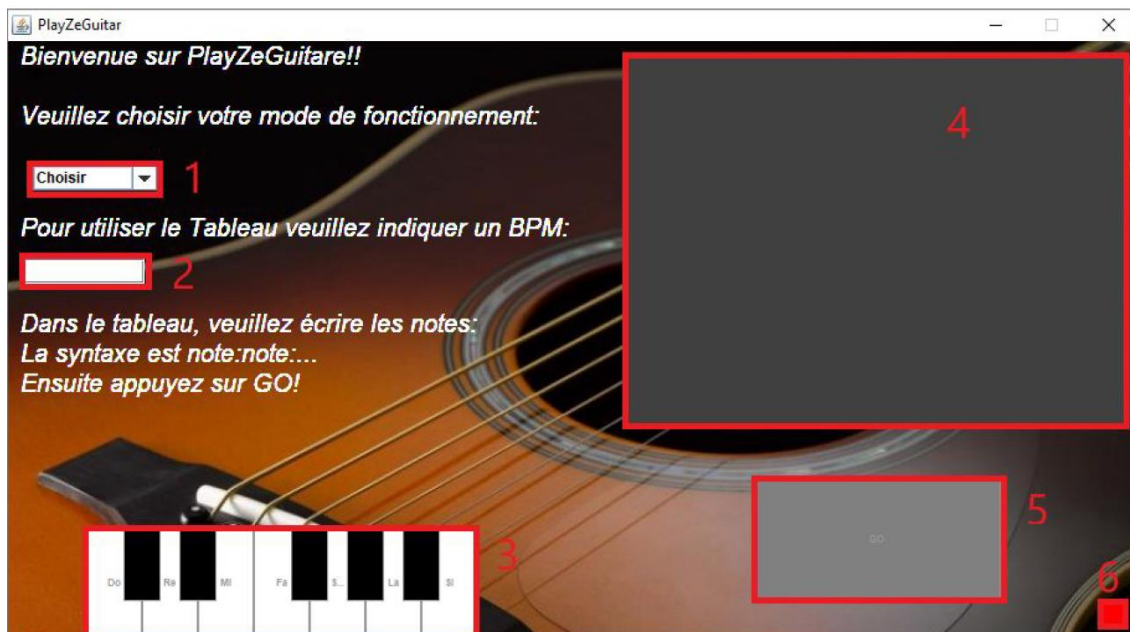 PlayZeGuitar
Bienvenue sur PlayZeGuitare!!
Veuillez choisir votre mode de fonctionnement:
Choisir
1
Pour utiliser le Tableau veuillez indiquer un BPM:
2
Dans le tableau, veuillez écrire les notes:
La syntaxe est note:note:...
Ensuite appuyez sur GO!
4
GO
5
Do Re Mi Fa S... La Si
3
6